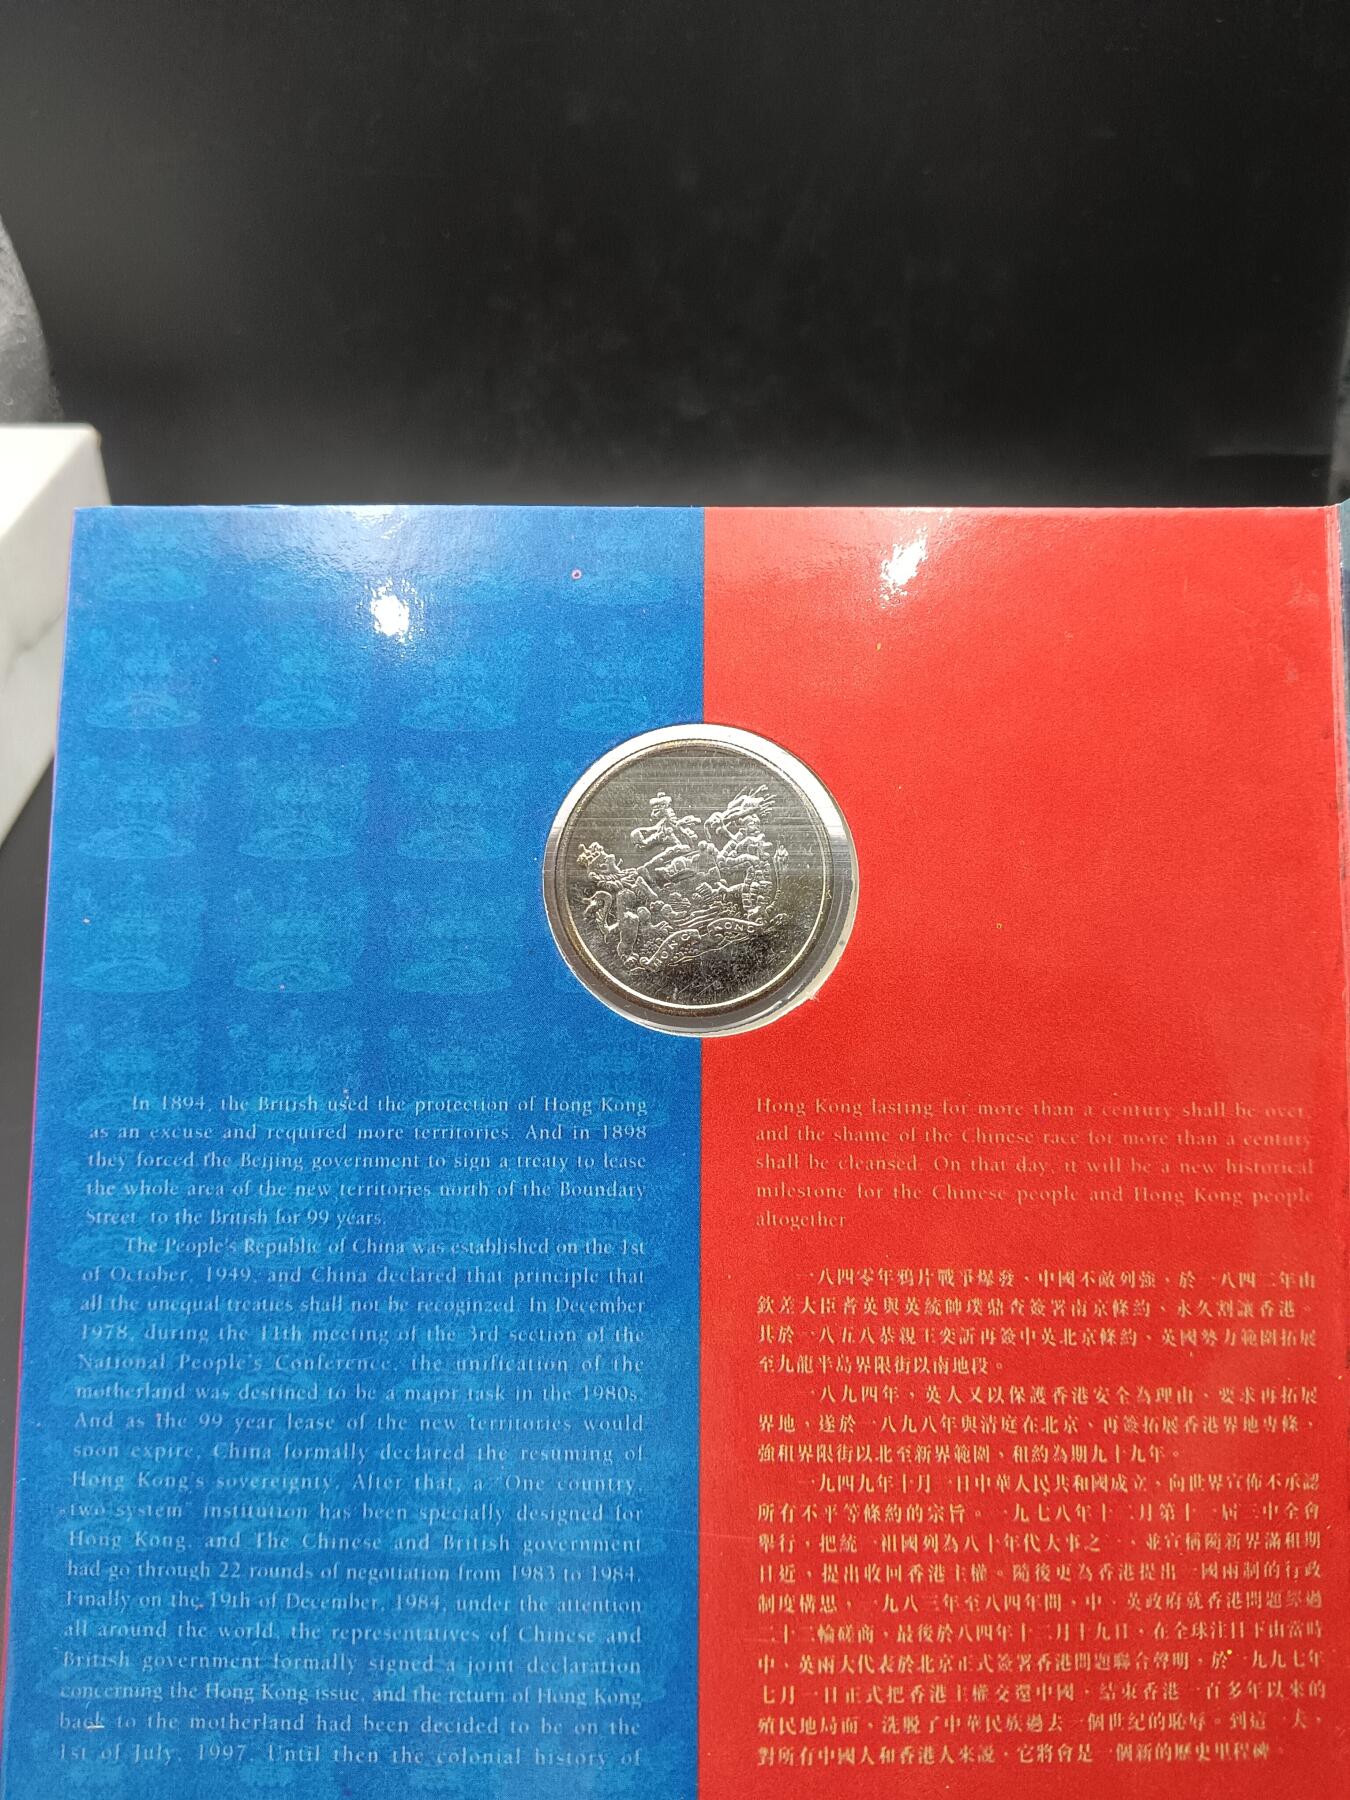 HONG KONG
In 1894, the British used the protection of Hong Kong
as an excuse and required more territories. And in 1898
they forced the Beijing government to sign a treaty to lease
the whole area of the new territories north of the Boundary
Street, to the British for 99 years.
The People's Republic of China was established on the 1st
of October, 1949, and China declared that principle that
all the unequal treaties shall not be recoginzed. In December
1978, during the 11th meeting of the 3rd section of the
National People's Conference, the unification of the
motherland was destined to be a major task in the 1980s.
And as the 99 year lease of the new territories would
soon expire, China formally declared the resuming of
Hong Kong's sovereignty. After that, a "One country,
two system" institution has been specially designed for
Hong Kong, and The Chinese and British government
had go through 22 rounds of negotiation from 1983 to 1984.
Finally on the 19th of December, 1984, under the attention
all around the world, the representatives of Chinese and
British government formally signed a joint declaration
concerning the Hong Kong issue, and the return of Hong Kong
back to the motherland had been decided to be on the
1st of July, 1997. Until then the colonial history of
Hong Kong lasting for more than a century shall be over,
and the shame of the Chinese race for more than a century
shall be cleansed. On that day, it will be a new historical
milestone for the Chinese people and Hong Kong people
altogether.
一八四零年鴉片戰爭爆發，中國不敵列強，於一八四二年由
欽差大臣耆英與英統帥璞鼎查簽署南京條約，永久割讓香港。
其於一八五八恭親王奕訢再簽中英北京條約，英國勢力範圍拓展
至九龍半島界限街以南地段。
一八九四年，英人又以保護香港安全為理由，要求再拓展
界地，遂於一八九八年與清庭在北京，再簽拓展香港界地專條，
強租界限街以北至新界範圍，租約為期九十九年。
一九四九年十月一日中華人民共和國成立，向世界宣佈不承認
所有不平等條約的宗旨。一九七八年十二月第十一屆三中全會
舉行，把統一祖國列為八十年代大事之一，並宣稱隨新界滿租期
日近，提出收回香港主權。隨後更為香港提出一國兩制的行政
制度構思，一九八三年至八四年間，中、英政府就香港問題經過
二十二輪磋商，最後於八四年十二月十九日，在全球注目下由當時
中、英兩大代表於北京正式簽署香港問題聯合聲明，於一九九七年
七月一日正式把香港主權交還中國，結束香港一百多年以來的
殖民地局面，洗脫了中華民族過去一個世紀的恥辱。到這一天，
對所有中國人和香港人來說，它將會是一個新的歷史里程碑。